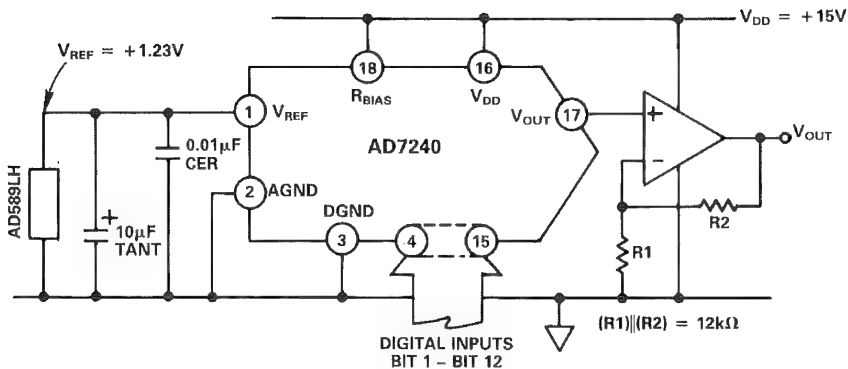 V_DD = +15V
V_REF = +1.23V
18
R_BIAS
16
V_DD
1
V_REF
0.01μF
CER
AD7240
V_OUT
17
+
−
V_OUT
AD589LH
+
10μF
TANT
2
AGND
DGND
3
4
15
R2
R1
(R1)||(R2) = 12kΩ
DIGITAL INPUTS
BIT 1 – BIT 12